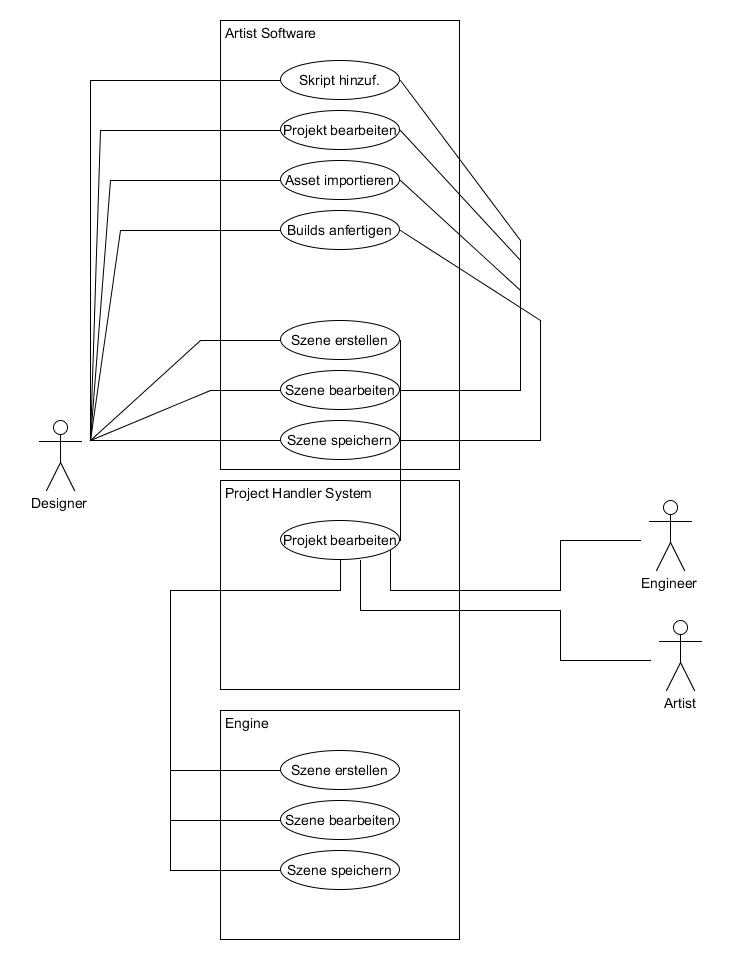 Artist Software
Skript hinzuf.
Projekt bearbeiten
Asset importieren
Builds anfertigen
Szene erstellen
Szene bearbeiten
Szene speichern
Designer
Project Handler System
Projekt bearbeiten
Engineer
Artist
Engine
Szene erstellen
Szene bearbeiten
Szene speichern